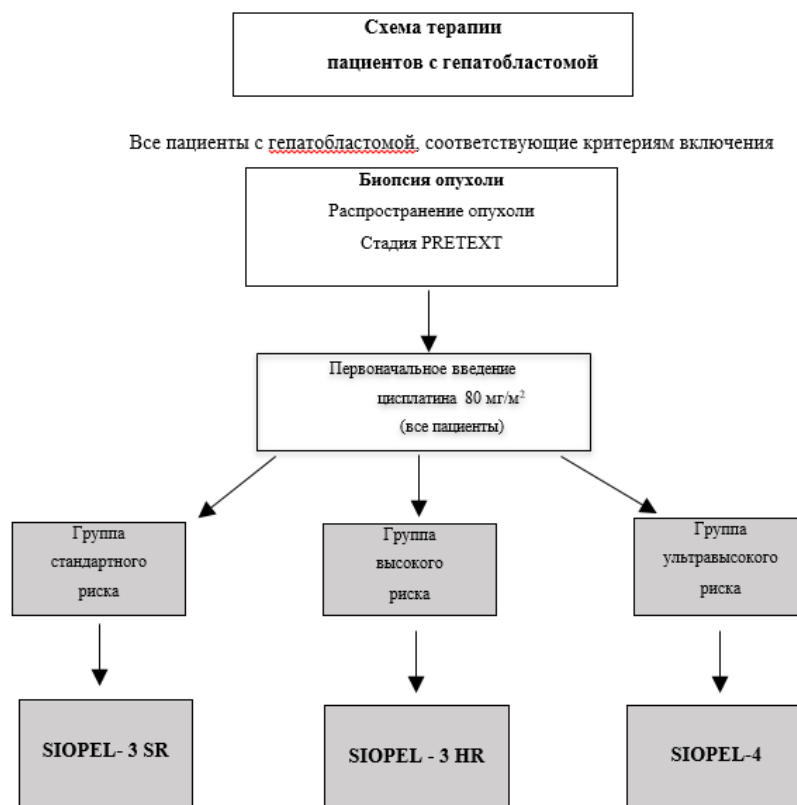 Схема терапии
пациентов с гепатобластомой
Все пациенты с гепатобластомой, соответствующие критериям включения
Биопсия опухоли
Распространение опухоли
Стадия PRETEXT
Первоначальное введение
цисплатина 80 мг/м²
(все пациенты)
Группа
стандартного
риска
Группа
высокого
риска
Группа
ультравысокого
риска
SIOPEL- 3 SR
SIOPEL - 3 HR
SIOPEL-4